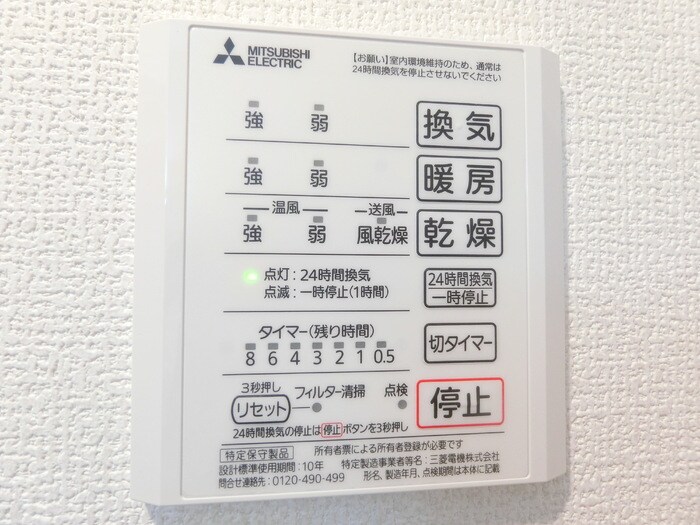 MITSUBISHI
ELECTRIC
【お願い】室内環境維持のため、通常は
24時間換気を停止させないでください
強 弱 換気
強 弱 暖房
温風 送風
強 弱 風乾燥 乾燥
点灯：24時間換気
点滅：一時停止(1時間)
24時間換気
一時停止
タイマー(残り時間)
8 6 4 3 2 1 0.5
切タイマー
3秒押し
リセット フィルター清掃 点検
停止
24時間換気の停止は停止ボタンを3秒押し
特定保守製品 所有者票による所有者登録が必要です
設計標準使用期間：10年 特定製造事業者等名：三菱電機株式会社
問合せ連絡先：0120-490-499 形名、製造年月、点検期間は本体に記載